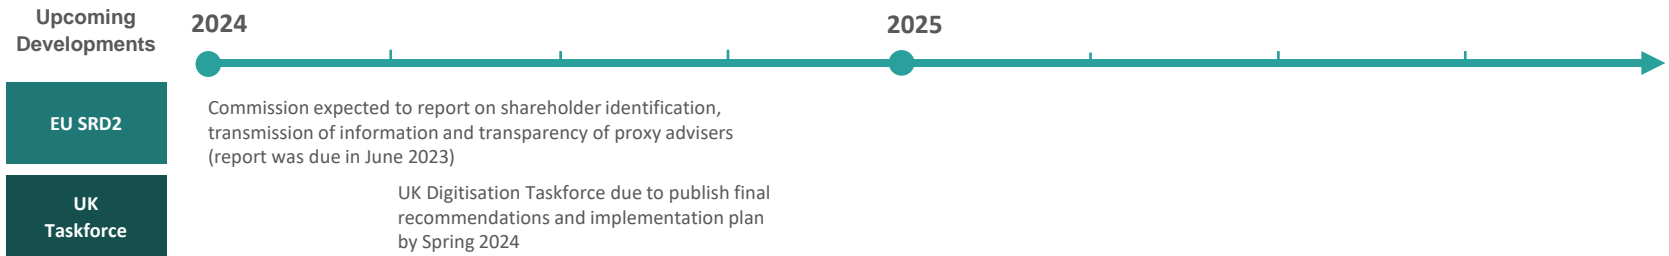 Upcoming
Developments
2024
2025
EU SRD2
Commission expected to report on shareholder identification,
transmission of information and transparency of proxy advisers
(report was due in June 2023)
UK
Taskforce
UK Digitisation Taskforce due to publish final
recommendations and implementation plan
by Spring 2024